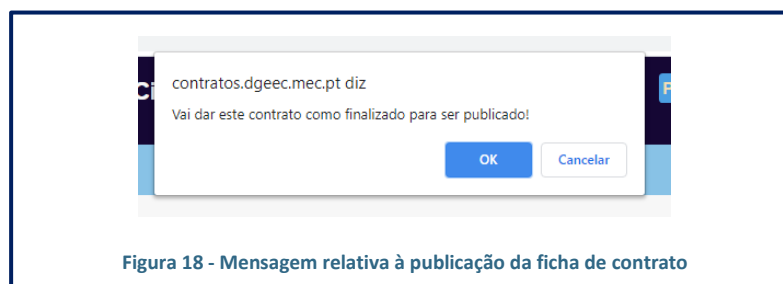 contratos.dgeec.mec.pt diz
Vai dar este contrato como finalizado para ser publicado!
OK
Cancelar
Figura 18 - Mensagem relativa à publicação da ficha de contrato